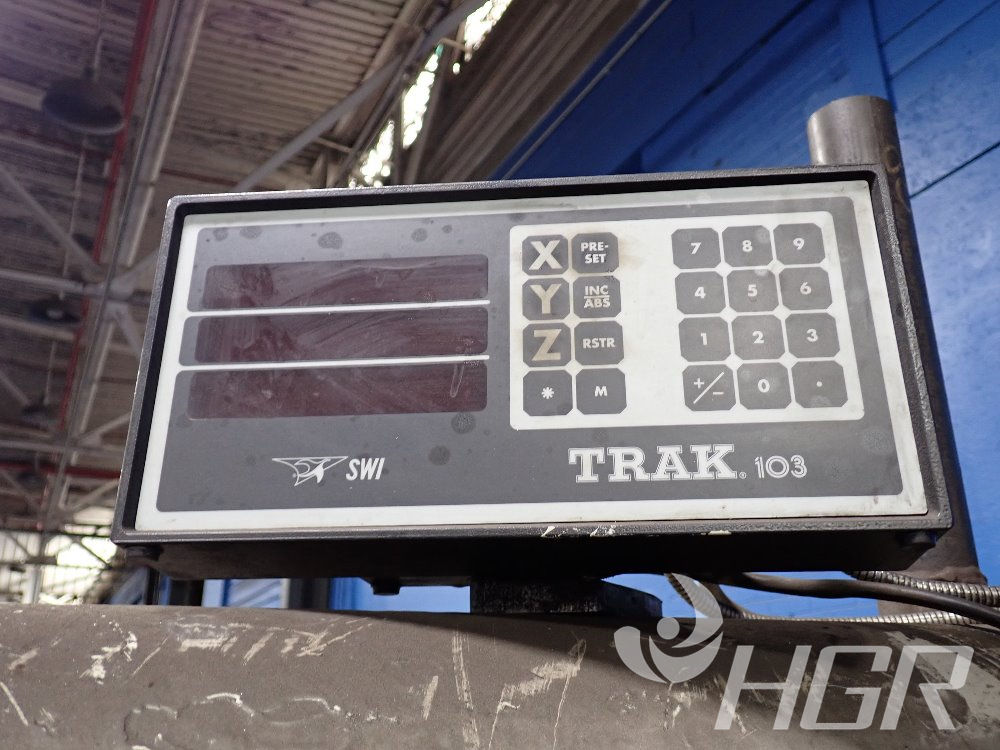 X PRE-SET 7 8 9
Y INC/ABS 4 5 6
Z RSTR 1 2 3
* M +/− 0 .
SWI TRAK® 103
HGR